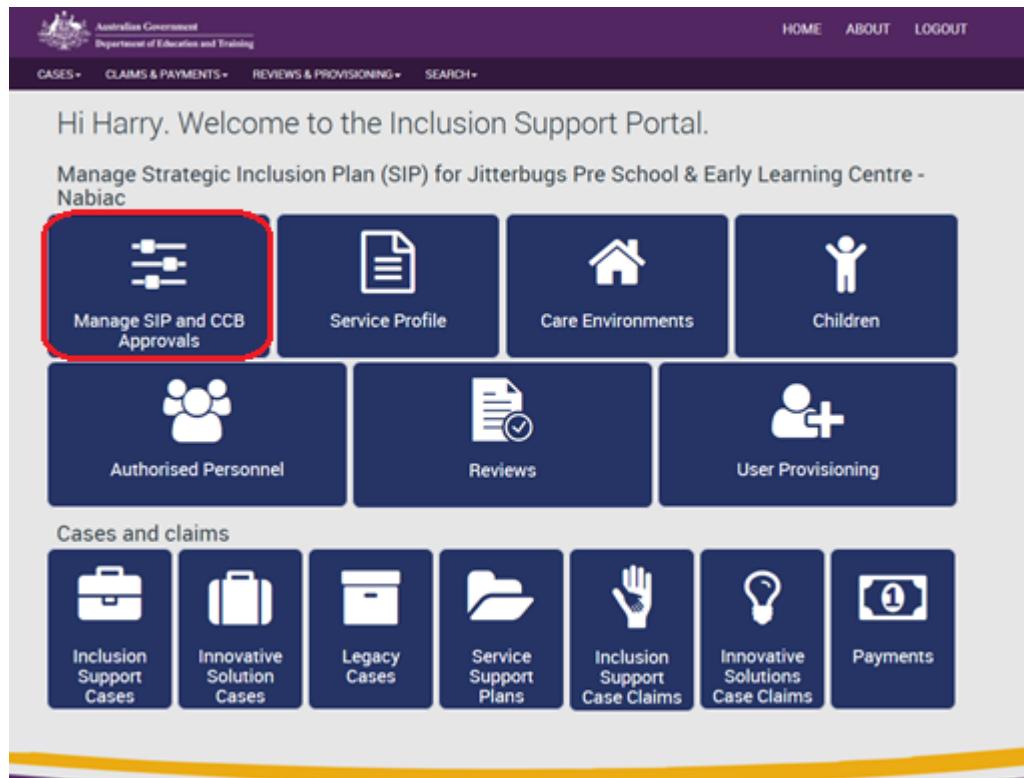 Australian Government
Department of Education and Training
HOME ABOUT LOGOUT
CASES CLAIMS & PAYMENTS REVIEWS & PROVISIONING SEARCH
Hi Harry. Welcome to the Inclusion Support Portal.
Manage Strategic Inclusion Plan (SIP) for Jitterbugs Pre School & Early Learning Centre -
Nabiac
Manage SIP and CCB
Approvals
Service Profile
Care Environments
Children
Authorised Personnel
Reviews
User Provisioning
Cases and claims
Inclusion
Support
Cases
Innovative
Solution
Cases
Legacy
Cases
Service
Support
Plans
Inclusion
Support
Case Claims
Innovative
Solutions
Case Claims
1
Payments